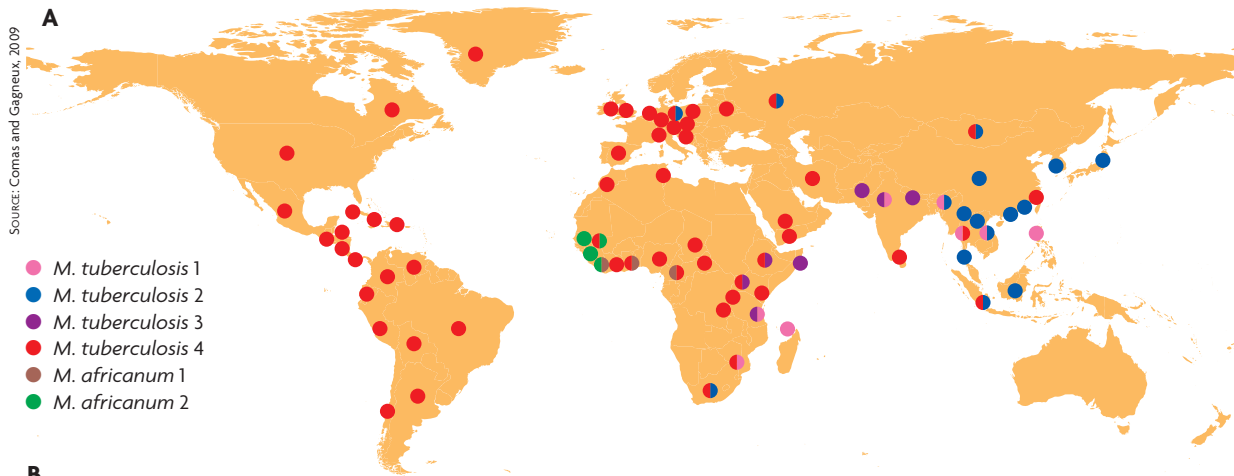 A
SOURCE: Comas and Gagneux, 2009
M. tuberculosis 1
M. tuberculosis 2
M. tuberculosis 3
M. tuberculosis 4
M. africanum 1
M. africanum 2
B